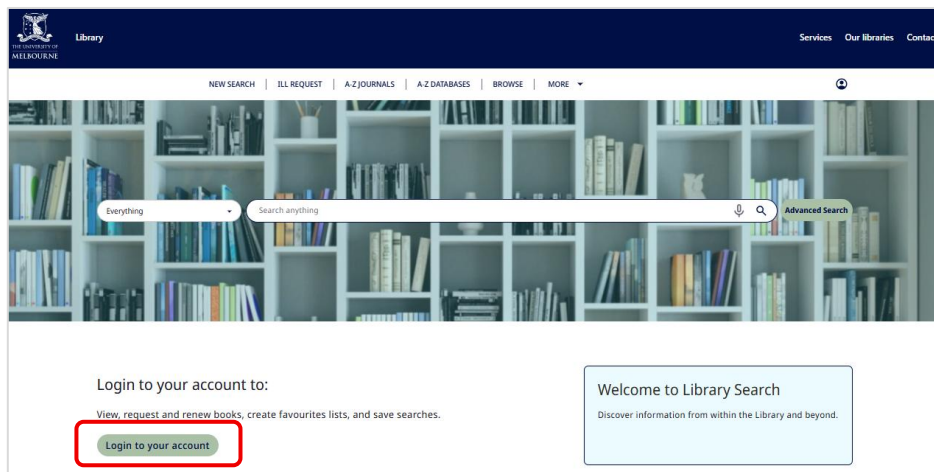 THE UNIVERSITY OF
MELBOURNE
Library
Services Our libraries Contac
NEW SEARCH | ILL REQUEST | A-Z JOURNALS | A-Z DATABASES | BROWSE | MORE
Everything
Search anything
Advanced Search
Login to your account to:
View, request and renew books, create favourites lists, and save searches.
Login to your account
Welcome to Library Search
Discover information from within the Library and beyond.